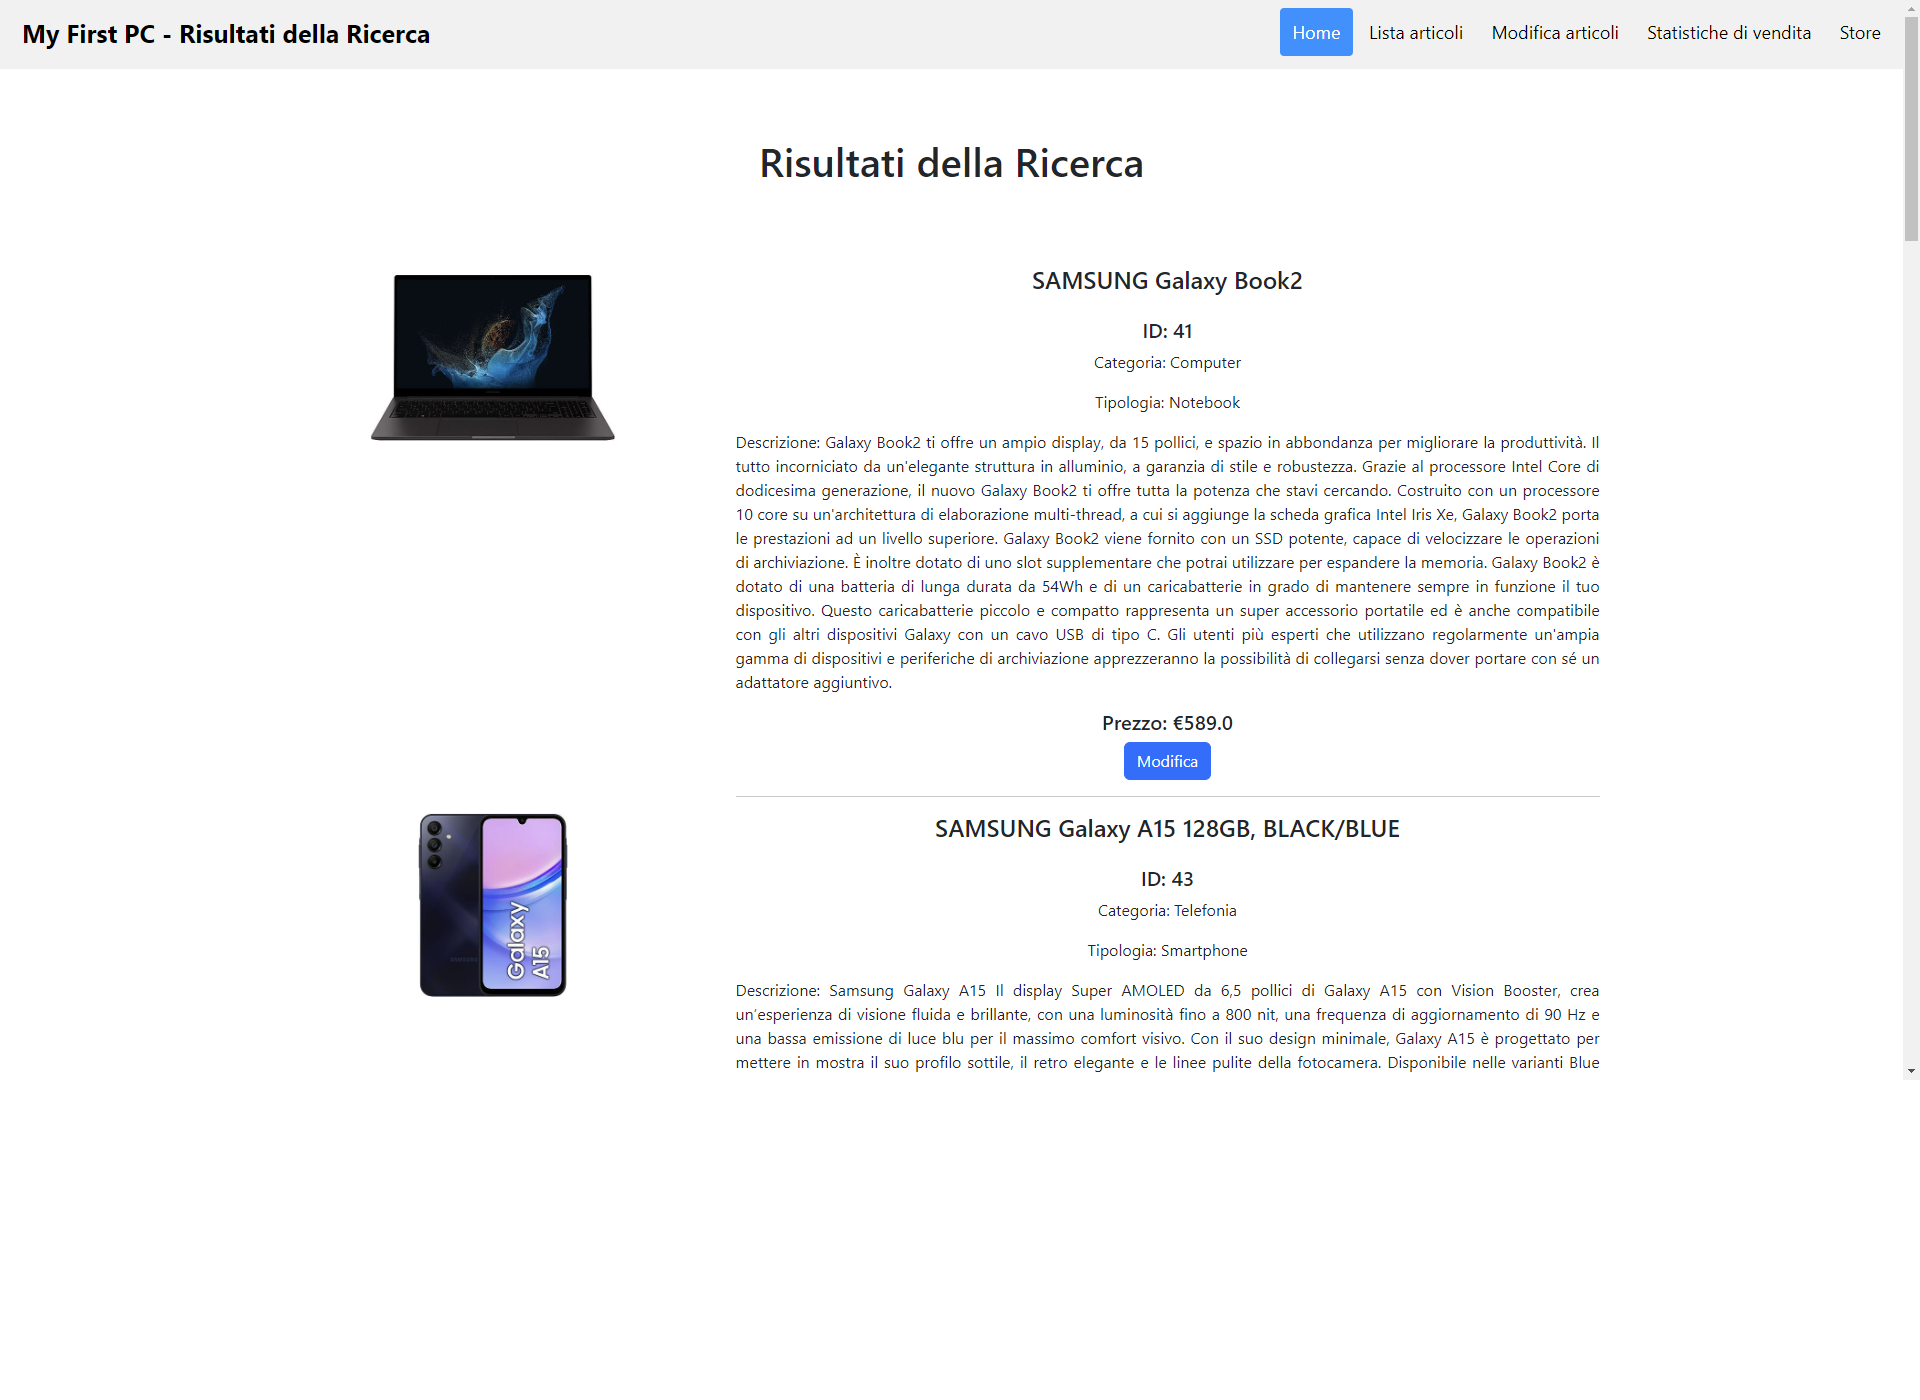 My First PC - Risultati della Ricerca
Home Lista articoli Modifica articoli Statistiche di vendita Store
Risultati della Ricerca
SAMSUNG Galaxy Book2
ID: 41
Categoria: Computer
Tipologia: Notebook
Descrizione: Galaxy Book2 ti offre un ampio display, da 15 pollici, e spazio in abbondanza per migliorare la produttività. Il
tutto incorniciato da un'elegante struttura in alluminio, a garanzia di stile e robustezza. Grazie al processore Intel Core di
dodicesima generazione, il nuovo Galaxy Book2 ti offre tutta la potenza che stavi cercando. Costruito con un processore
10 core su un'architettura di elaborazione multi-thread, a cui si aggiunge la scheda grafica Intel Iris Xe, Galaxy Book2 porta
le prestazioni ad un livello superiore. Galaxy Book2 viene fornito con un SSD potente, capace di velocizzare le operazioni
di archiviazione. È inoltre dotato di uno slot supplementare che potrai utilizzare per espandere la memoria. Galaxy Book2 è
dotato di una batteria di lunga durata da 54Wh e di un caricabatterie in grado di mantenere sempre in funzione il tuo
dispositivo. Questo caricabatterie piccolo e compatto rappresenta un super accessorio portatile ed è anche compatibile
con gli altri dispositivi Galaxy con un cavo USB di tipo C. Gli utenti più esperti che utilizzano regolarmente un'ampia
gamma di dispositivi e periferiche di archiviazione apprezzeranno la possibilità di collegarsi senza dover portare con sé un
adattatore aggiuntivo.
Prezzo: €589.0
Modifica
Galaxy
A15
SAMSUNG Galaxy A15 128GB, BLACK/BLUE
ID: 43
Categoria: Telefonia
Tipologia: Smartphone
Descrizione: Samsung Galaxy A15 Il display Super AMOLED da 6,5 pollici di Galaxy A15 con Vision Booster, crea
un'esperienza di visione fluida e brillante, con una luminosità fino a 800 nit, una frequenza di aggiornamento di 90 Hz e
una bassa emissione di luce blu per il massimo comfort visivo. Con il suo design minimale, Galaxy A15 è progettato per
mettere in mostra il suo profilo sottile, il retro elegante e le linee pulite della fotocamera. Disponibile nelle varianti Blue